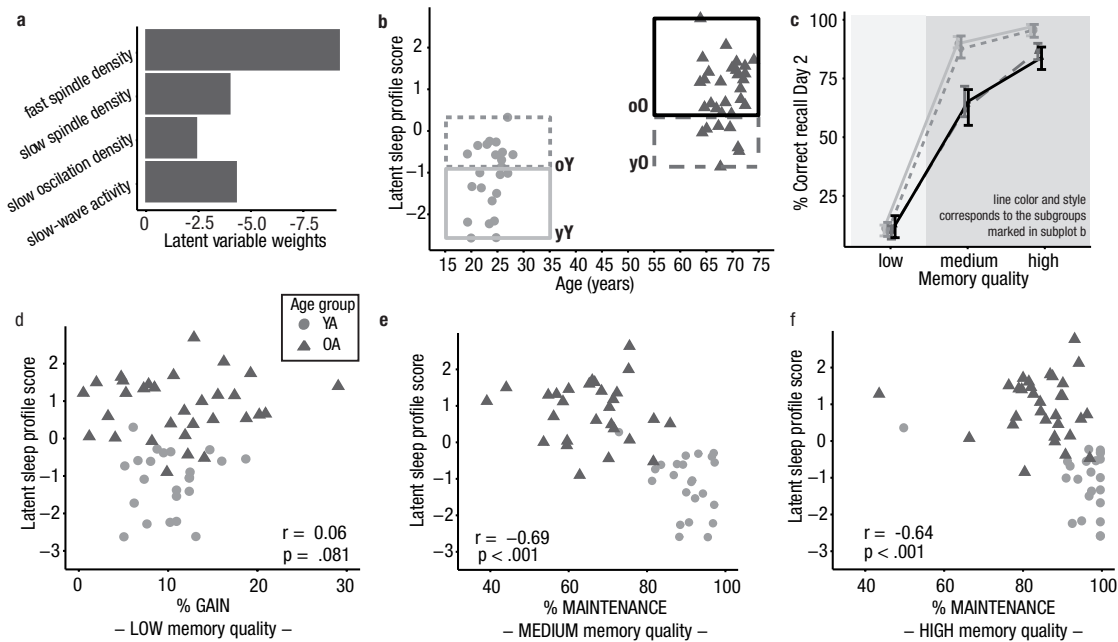 a
fast spindle density
slow spindle density
slow oscilation density
slow-wave activity
0 -2.5 -5.0 -7.5
Latent variable weights
b
Latent sleep profile score
2
1
0
−1
−2
oO
yO
oY
yY
15 20 25 30 35 40 45 50 55 60 65 70 75
Age (years)
c
% Correct recall Day 2
100
75
50
25
line color and style
corresponds to the subgroups
marked in subplot b
low medium high
Memory quality
d
Age group
YA
OA
Latent sleep profile score
2
1
0
−1
−2
−3
r = 0.06
p = .081
0 10 20 30
% GAIN
– LOW memory quality –
e
Latent sleep profile score
2
1
0
−1
−2
−3
r = −0.69
p < .001
40 60 80 100
% MAINTENANCE
– MEDIUM memory quality –
f
Latent sleep profile score
2
1
0
−1
−2
−3
r = -0.64
p < .001
40 60 80 100
% MAINTENANCE
– HIGH memory quality –